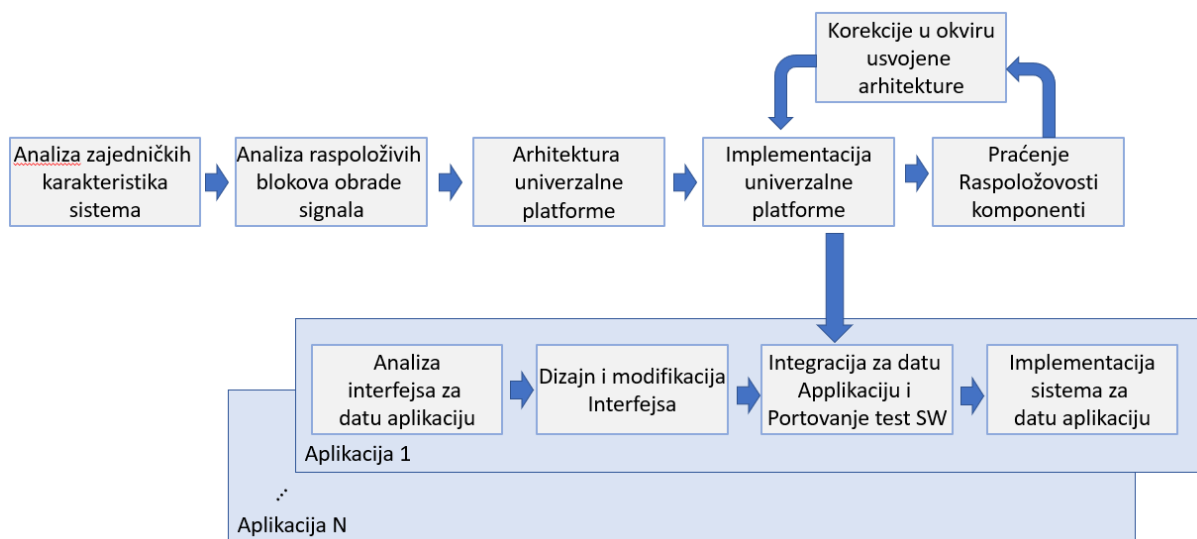 Korekcije u okviru
usvojene
arhitekture
Analiza zajedničkih
karakteristika
sistema
Analiza raspoloživih
blokova obrade
signala
Arhitektura
univerzalne
platforme
Implementacija
univerzalne
platforme
Praćenje
Raspoložovosti
komponenti
Analiza
interfejsa za
datu aplikaciju
Dizajn i modifikacija
Interfejsa
Integracija za datu
Applikaciju i
Portovanje test SW
Implementacija
sistema za
datu aplikaciju
Aplikacija 1
...
Aplikacija N